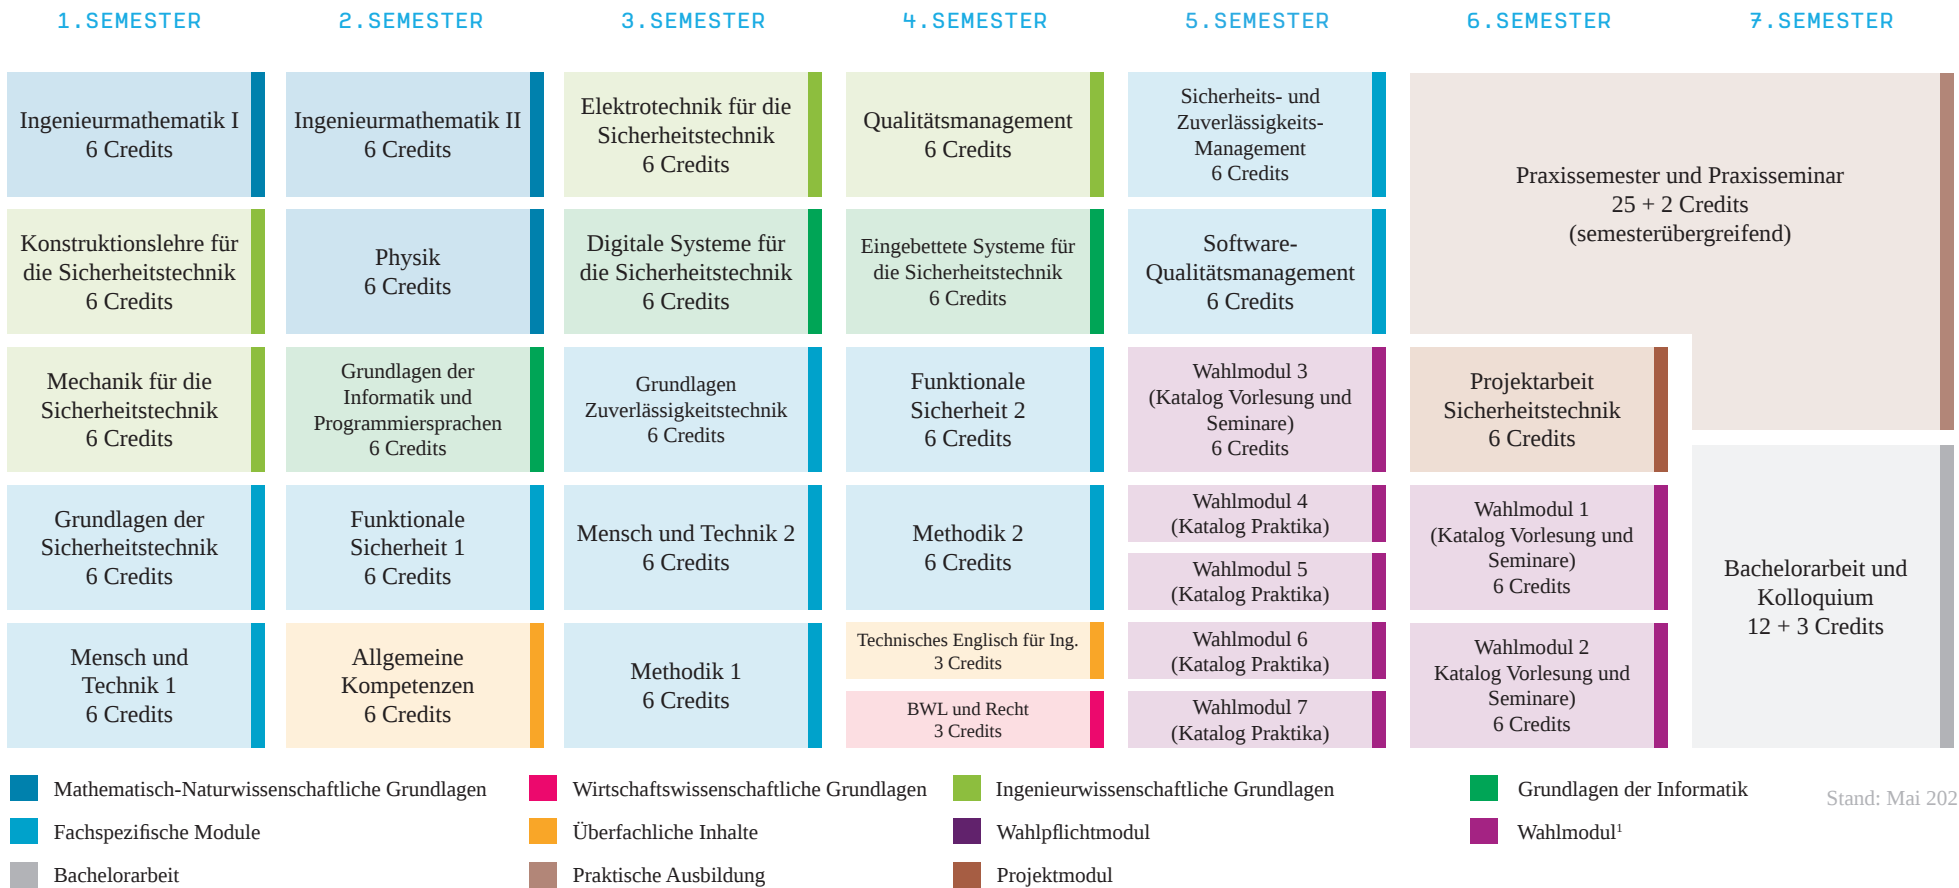 1.SEMESTER
2.SEMESTER
3.SEMESTER
4.SEMESTER
5.SEMESTER
6.SEMESTER
7.SEMESTER
Ingenieurmathematik I
6 Credits
Konstruktionslehre für
die Sicherheitstechnik
6 Credits
Mechanik für die
Sicherheitstechnik
6 Credits
Grundlagen der
Sicherheitstechnik
6 Credits
Mensch und
Technik 1
6 Credits
Ingenieurmathematik II
6 Credits
Physik
6 Credits
Grundlagen der
Informatik und
Programmiersprachen
6 Credits
Funktionale
Sicherheit 1
6 Credits
Allgemeine
Kompetenzen
6 Credits
Elektrotechnik für die
Sicherheitstechnik
6 Credits
Digitale Systeme für
die Sicherheitstechnik
6 Credits
Grundlagen
Zuverlässigkeitstechnik
6 Credits
Mensch und Technik 2
6 Credits
Methodik 1
6 Credits
Qualitätsmanagement
6 Credits
Eingebettete Systeme für
die Sicherheitstechnik
6 Credits
Funktionale
Sicherheit 2
6 Credits
Methodik 2
6 Credits
Technisches Englisch für Ing.
3 Credits
BWL und Recht
3 Credits
Sicherheits- und
Zuverlässigkeits-
Management
6 Credits
Software-
Qualitätsmanagement
6 Credits
Wahlmodul 3
(Katalog Vorlesung und
Seminare)
6 Credits
Wahlmodul 4
(Katalog Praktika)
Wahlmodul 5
(Katalog Praktika)
Wahlmodul 6
(Katalog Praktika)
Wahlmodul 7
(Katalog Praktika)
Praxissemester und Praxisseminar
25 + 2 Credits
(semesterübergreifend)
Projektarbeit
Sicherheitstechnik
6 Credits
Wahlmodul 1
(Katalog Vorlesung und
Seminare)
6 Credits
Wahlmodul 2
Katalog Vorlesung und
Seminare)
6 Credits
Bachelorarbeit und
Kolloquium
12 + 3 Credits
Mathematisch-Naturwissenschaftliche Grundlagen
Wirtschaftswissenschaftliche Grundlagen
Ingenieurwissenschaftliche Grundlagen
Grundlagen der Informatik
Stand: Mai 202
Fachspezifische Module
Überfachliche Inhalte
Wahlpflichtmodul
Wahlmodul¹
Bachelorarbeit
Praktische Ausbildung
Projektmodul